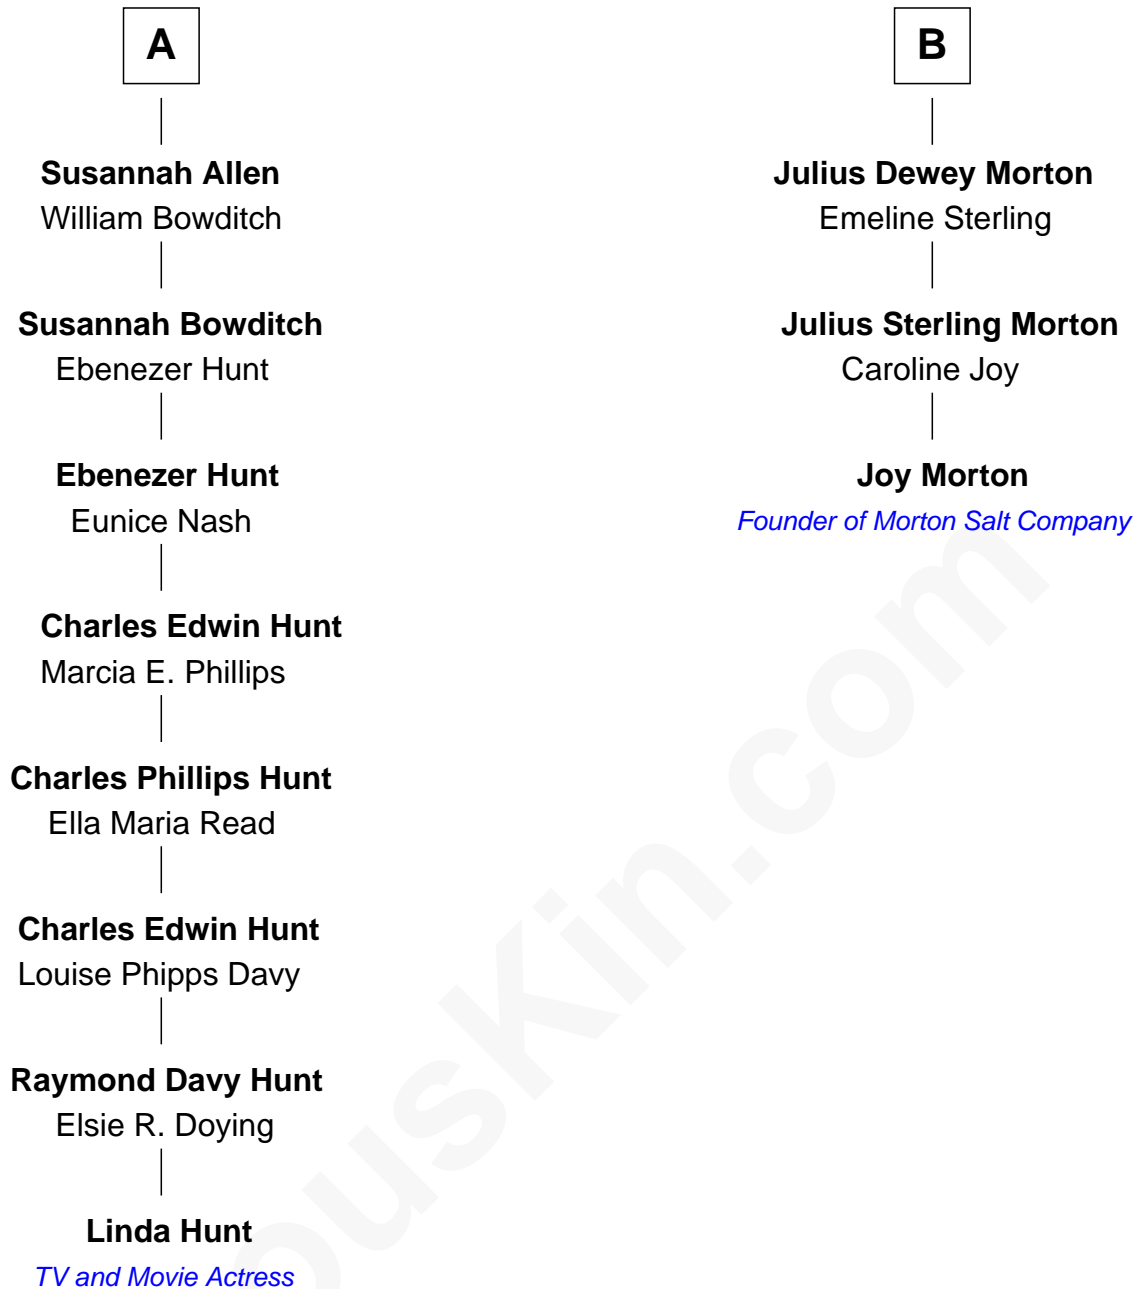 A
Susannah Allen
William Bowditch
Susannah Bowditch
Ebenezer Hunt
Ebenezer Hunt
Eunice Nash
Charles Edwin Hunt
Marcia E. Phillips
Charles Phillips Hunt
Ella Maria Read
Charles Edwin Hunt
Louise Phipps Davy
Raymond Davy Hunt
Elsie R. Doying
Linda Hunt
TV and Movie Actress
B
Julius Dewey Morton
Emeline Sterling
Julius Sterling Morton
Caroline Joy
Joy Morton
Founder of Morton Salt Company
ousKin.com